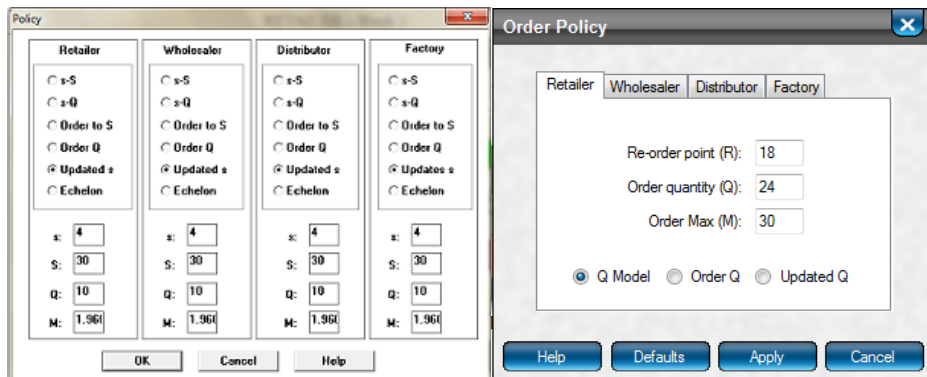 Policy
Retailer
s-S
s-Q
Order to S
Order Q
Updated s
Echelon
s: 4
S: 30
Q: 10
M: 1.960
Wholesaler
s-S
s-Q
Order to S
Order Q
Updated s
Echelon
s: 4
S: 30
Q: 10
M: 1.960
Distributor
s-S
s-Q
Order to S
Order Q
Updates s
Echelon
s: 4
S: 30
Q: 10
M: 1.960
Factory
s-S
s-Q
Order to S
Order Q
Updates s
Echelon
s: 4
S: 30
Q: 10
M: 1.960
OK Cancel Help
Order Policy
Retailer Wholesaler Distributor Factory
Re-order point (R): 18
Order quantity (Q): 24
Order Max (M): 30
Q Model Order Q Updated Q
Help Defaults Apply Cancel